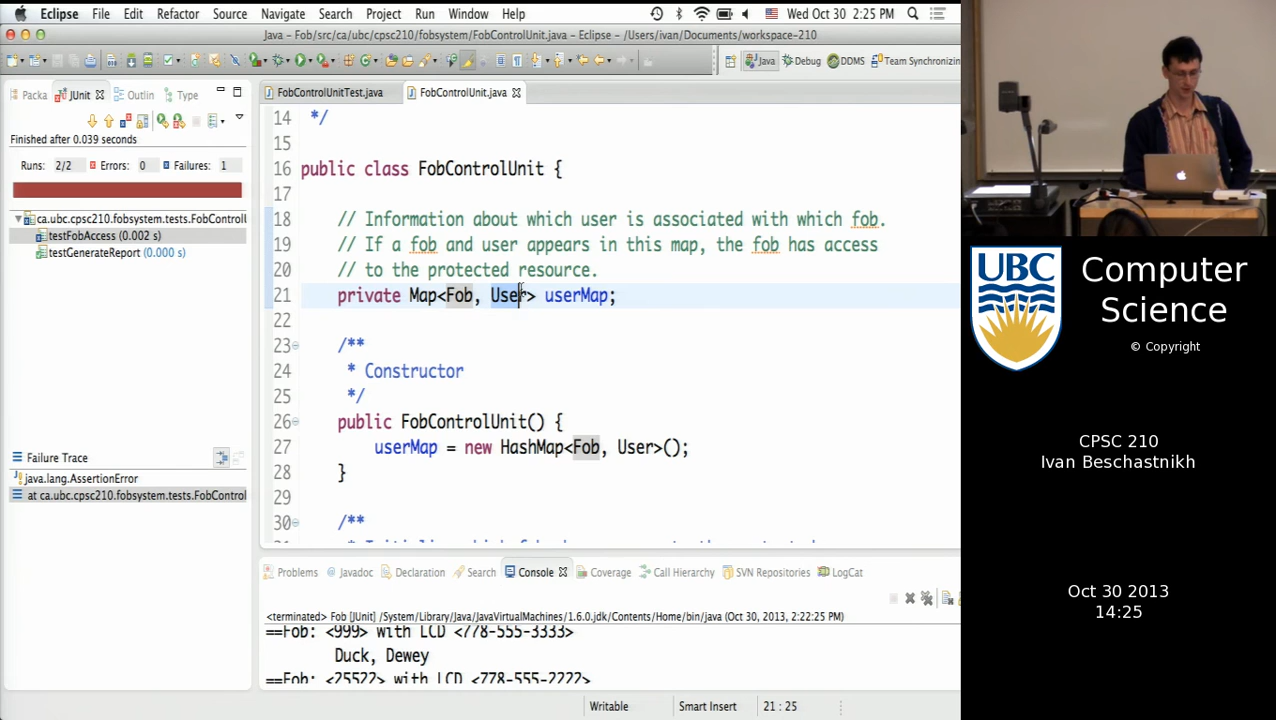 Eclipse File Edit Refactor Source Navigate Search Project Run Window Help Wed Oct 30 2:25 PM
Java - Fob/src/ca/ubc/cpsc210/fobsystem/FobControlUnit.java - Eclipse - /Users/ivan/Documents/workspace-210
Java Debug DDMS Team Synchronizing
Packa JUnit Outlin Type
FobControlUnitTest.java FobControlUnit.java
Finished after 0.039 seconds
Runs: 2/2 Errors: 0 Failures: 1
ca.ubc.cpsc210.fobsystem.tests.FobControl
testFobAccess (0.002 s)
testGenerateReport (0.000 s)
Failure Trace
java.lang.AssertionError
at ca.ubc.cpsc210.fobsystem.tests.FobControl
14 */
15
16 public class FobControlUnit {
17
18 // Information about which user is associated with which fob.
19 // If a fob and user appears in this map, the fob has access
20 // to the protected resource.
21 private Map<Fob, User> userMap;
22
23 /**
24 * Constructor
25 */
26 public FobControlUnit() {
27 userMap = new HashMap<Fob, User>();
28 }
29
30 /**
Problems Javadoc Declaration Search Console Coverage Call Hierarchy SVN Repositories LogCat
<terminated> Fob [JUnit] /System/Library/Java/JavaVirtualMachines/1.6.0.jdk/Contents/Home/bin/java (Oct 30, 2013, 2:22:25 PM)
==Fob: <999> with LCD <778-555-3333>
Duck, Dewey
==Fob: <25522> with LCD <778-555-2222>
Writable Smart Insert 21 : 25
UBC
Computer
Science
© Copyright
CPSC 210
Ivan Beschastnikh
Oct 30 2013
14:25